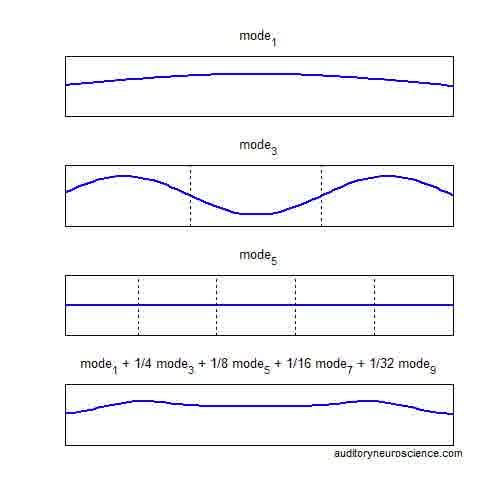 mode1
mode3
mode5
mode1 + 1/4 mode3 + 1/8 mode5 + 1/16 mode7 + 1/32 mode9
auditoryneuroscience.com